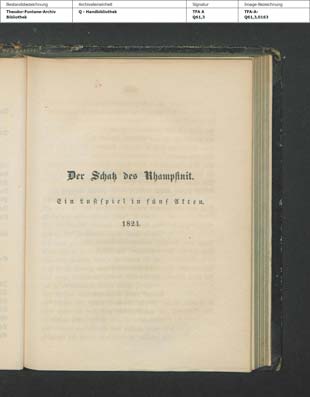 Bestandsbezeichnung
Archivalieneinheit
Signatur
Image-Bezeichnung
Theodor-Fontane-Archiv
Bibliothek
Q - Handbibliothek
TFA A
Q61,3
TFA-A-
Q61,3,0163
Der Schatz des Rhampsinit.
Ein Lustspiel in fünf Akten.
1824.